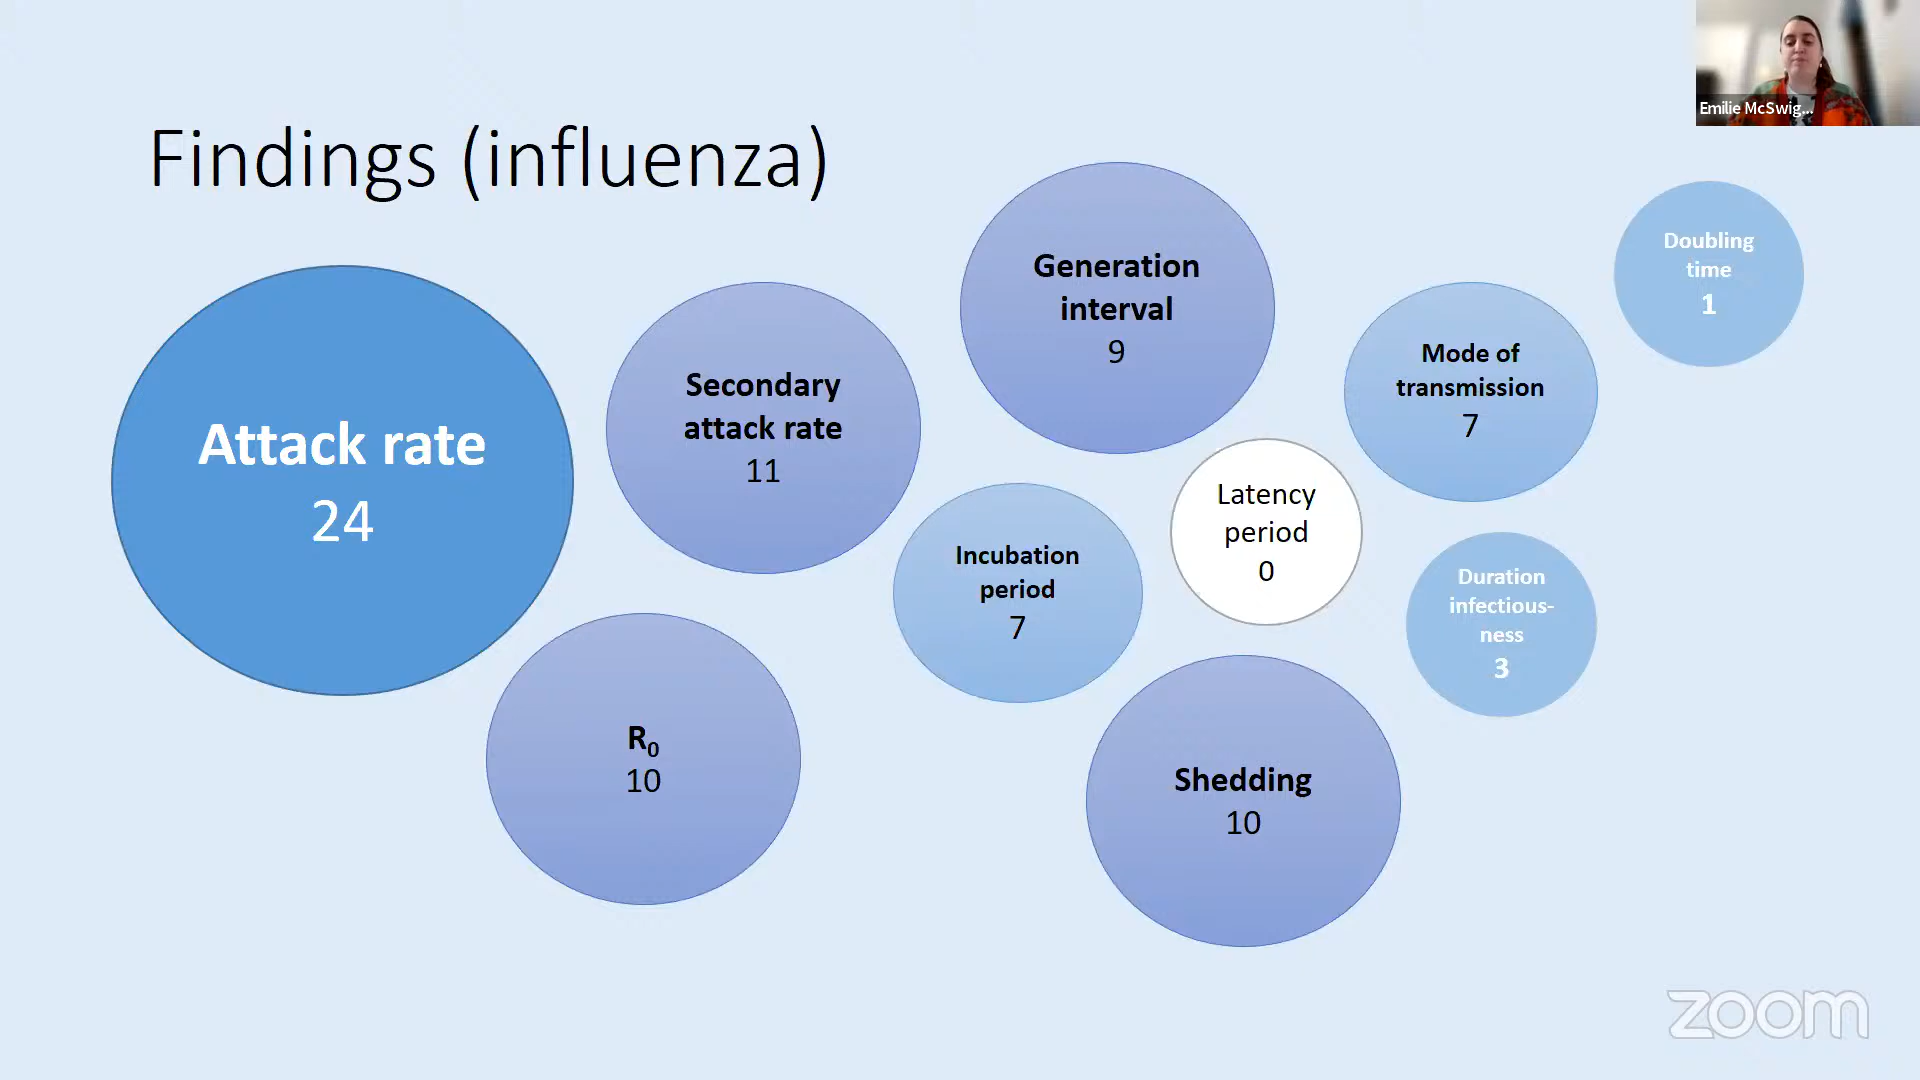 Emilie McSwig...
Findings (influenza)
Attack rate
24
Secondary
attack rate
11
Generation
interval
9
Mode of
transmission
7
Doubling
time
1
Incubation
period
7
Latency
period
0
Duration
infectious-
ness
3
R₀
10
Shedding
10
zoom